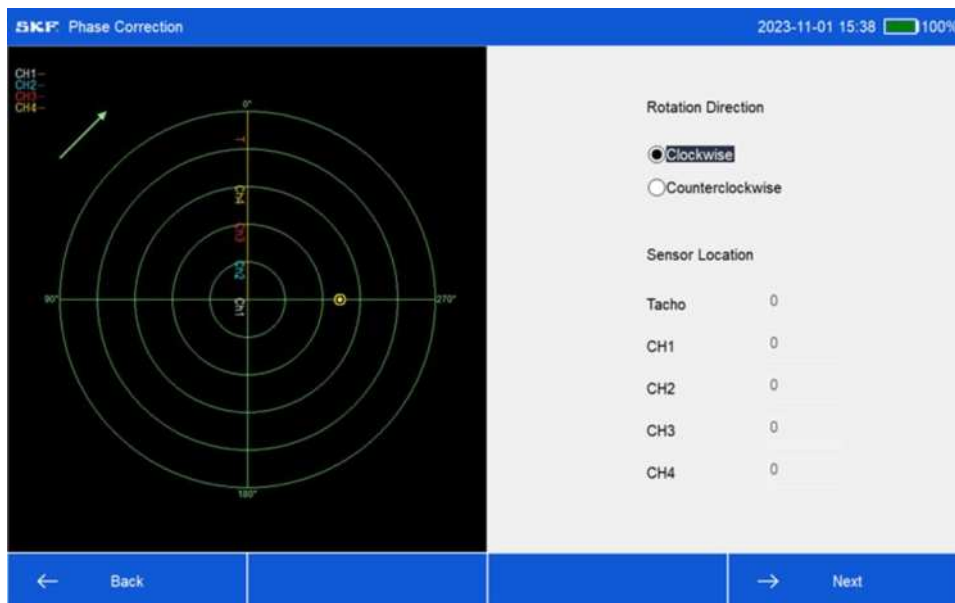 SKF. Phase Correction
2023-11-01 15:38 100%
CH1-
CH2-
CH3-
CH4-
0°
T
Ch4
Ch3
Ch2
Ch1
90°
270°
180°
Rotation Direction
Clockwise
Counterclockwise
Sensor Location
Tacho 0
CH1 0
CH2 0
CH3 0
CH4 0
← Back
→ Next